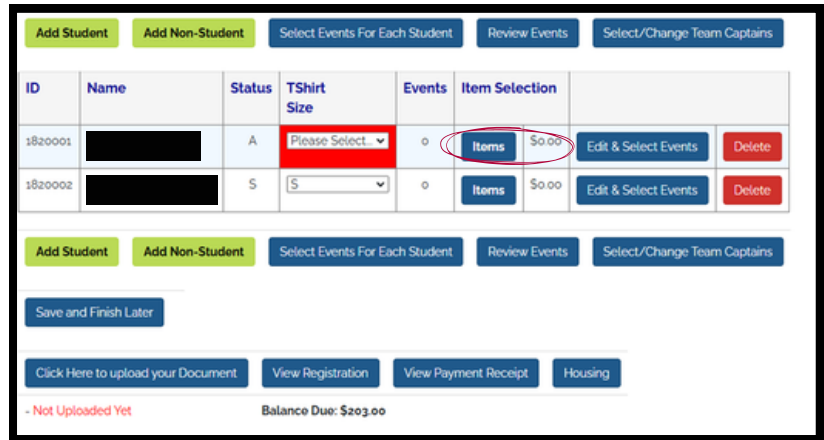 Add Student Add Non-Student Select Events For Each Student Review Events Select/Change Team Captains
ID Name Status TShirt Size Events Item Selection
1820001 A Please Select... 0 Items $0.00 Edit & Select Events Delete
1820002 S S 0 Items $0.00 Edit & Select Events Delete
Add Student Add Non-Student Select Events For Each Student Review Events Select/Change Team Captains
Save and Finish Later
Click Here to upload your Document View Registration View Payment Receipt Housing
- Not Uploaded Yet Balance Due: $203.00